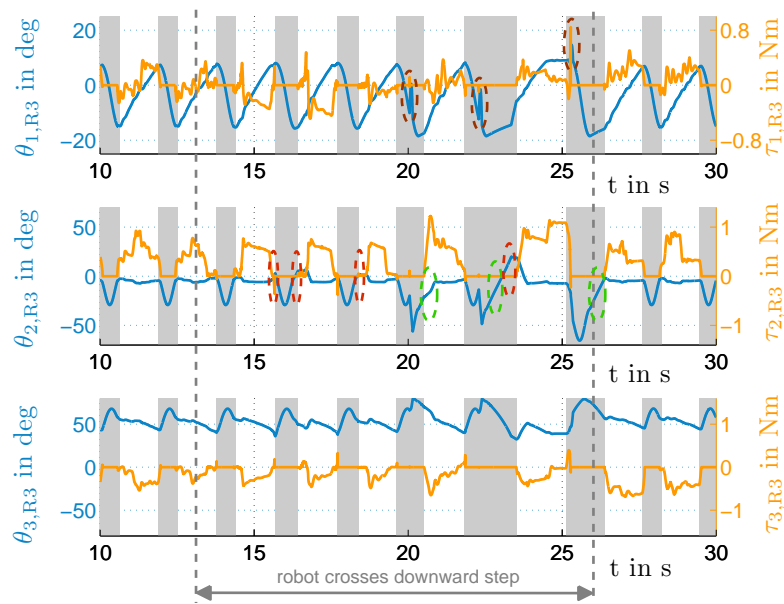 θ1,R3 in deg
20
0
−20
0.8
0
−0.8
τ1,R3 in Nm
10 15 20 25 30
t in s
θ2,R3 in deg
50
0
−50
1
0
−1
τ2,R3 in Nm
10 15 20 25 30
t in s
θ3,R3 in deg
50
0
−50
1
0
−1
τ3,R3 in Nm
10 15 20 25 30
t in s
robot crosses downward step